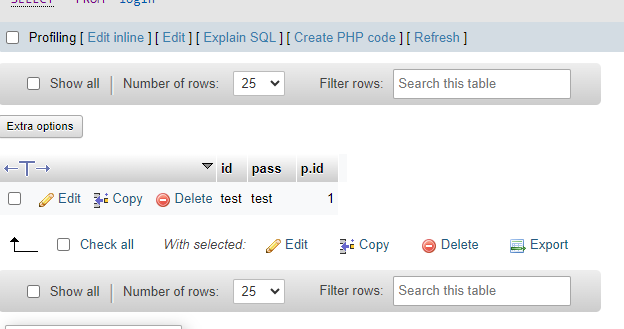 SELECT * FROM `login`
Profiling [ Edit inline ] [ Edit ] [ Explain SQL ] [ Create PHP code ] [ Refresh ]
Show all Number of rows: 25 Filter rows: Search this table
Extra options
id pass p.id
Edit Copy Delete test test 1
Check all With selected: Edit Copy Delete Export
Show all Number of rows: 25 Filter rows: Search this table